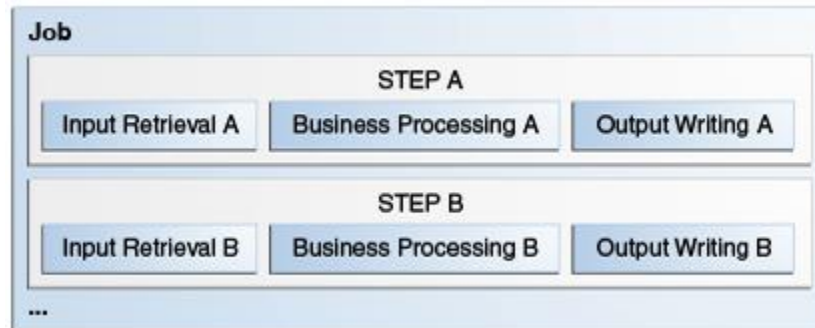 Job
STEP A
Input Retrieval A Business Processing A Output Writing A
STEP B
Input Retrieval B Business Processing B Output Writing B
...